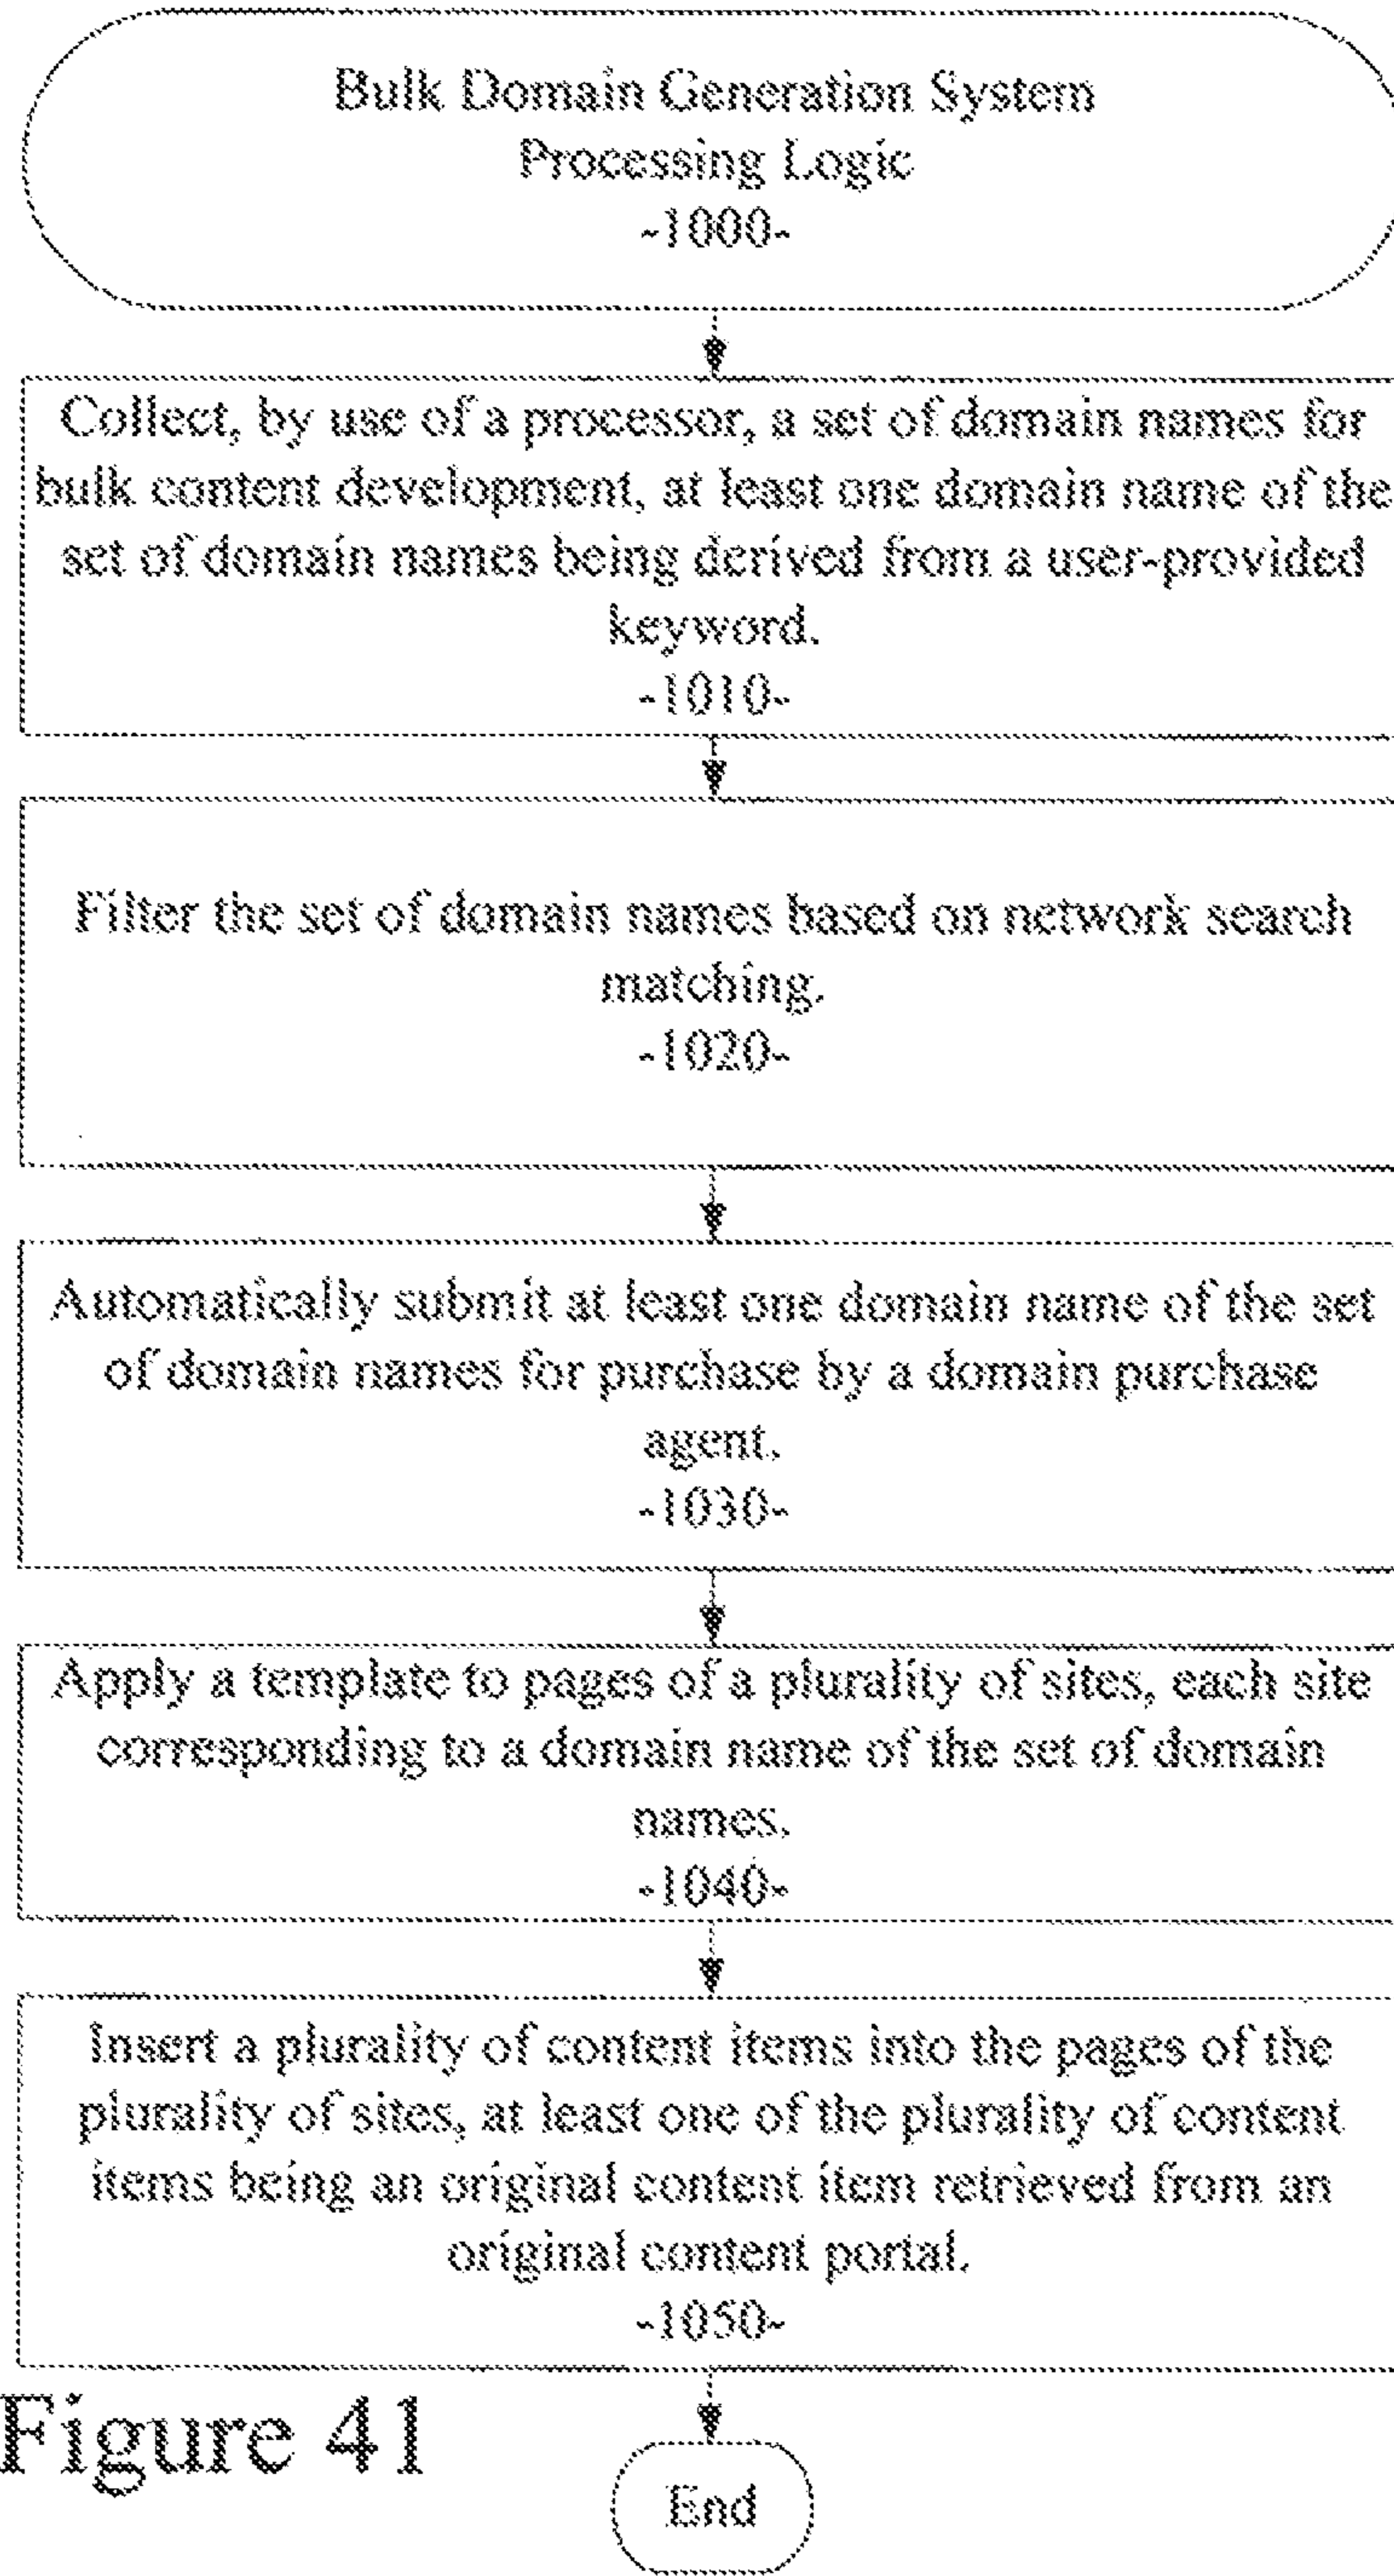 Bulk Domain Generation System
Processing Logic
-1000-
Collect, by use of a processor, a set of domain names for
bulk content development, at least one domain name of the
set of domain names being derived from a user-provided
keyword.
-1010-
Filter the set of domain names based on network search
matching.
-1020-
Automatically submit at least one domain name of the set
of domain names for purchase by a domain purchase
agent.
-1030-
Apply a template to pages of a plurality of sites, each site
corresponding to a domain name of the set of domain
names.
-1040-
Insert a plurality of content items into the pages of the
plurality of sites, at least one of the plurality of content
items being an original content item retrieved from an
original content portal.
-1050-
Figure 41
End